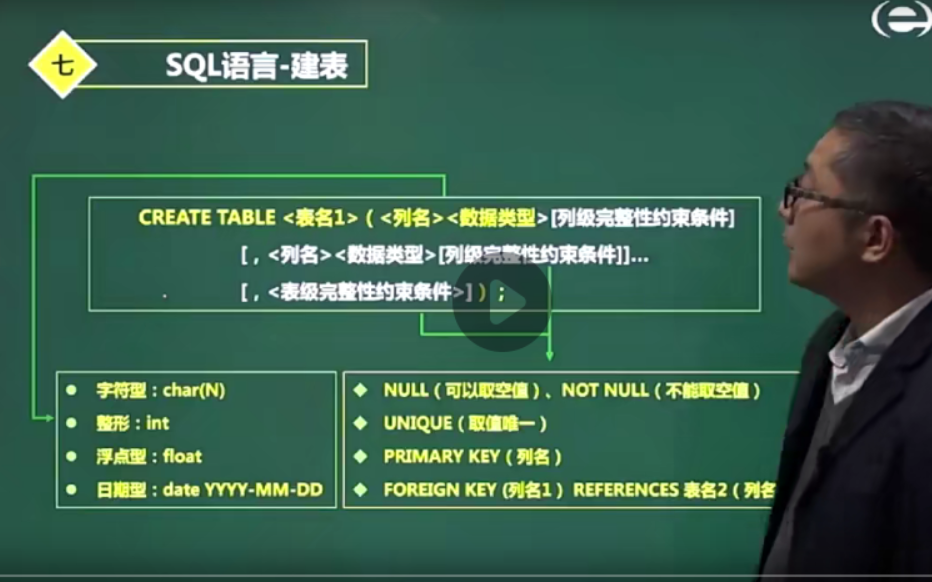 七
SQL语言-建表
CREATE TABLE <表名1>（<列名><数据类型>[列级完整性约束条件]
[，<列名><数据类型>[列级完整性约束条件]]...
[，<表级完整性约束条件>]）；
● 字符型：char(N)
● 整形：int
● 浮点型：float
● 日期型：date YYYY-MM-DD
◆ NULL（可以取空值）、NOT NULL（不能取空值）
◆ UNIQUE（取值唯一）
◆ PRIMARY KEY（列名）
◆ FOREIGN KEY (列名1） REFERENCES 表名2（列名